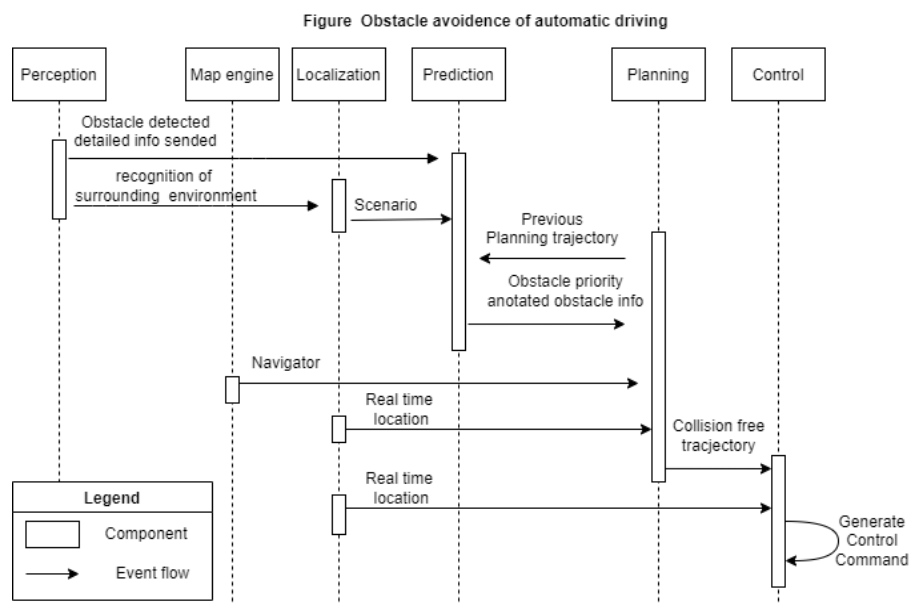 Figure Obstacle avoidence of automatic driving
Perception
Map engine
Localization
Prediction
Planning
Control
Obstacle detected
detailed info sended
recognition of
surrounding environment
Scenario
Previous
Planning trajectory
Obstacle priority
anotated obstacle info
Navigator
Real time
location
Collision free
tracjectory
Real time
location
Generate
Control
Command
Legend
Component
Event flow